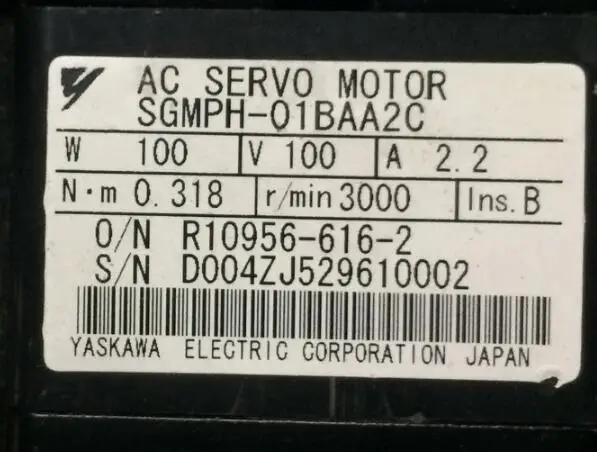 AC SERVO MOTOR
SGMPH-01BAA2C
W 100 V 100 A 2.2
N·m 0.318 r/min 3000 Ins. B
O/N R10956-616-2
S/N D004ZJ529610002
YASKAWA ELECTRIC CORPORATION JAPAN